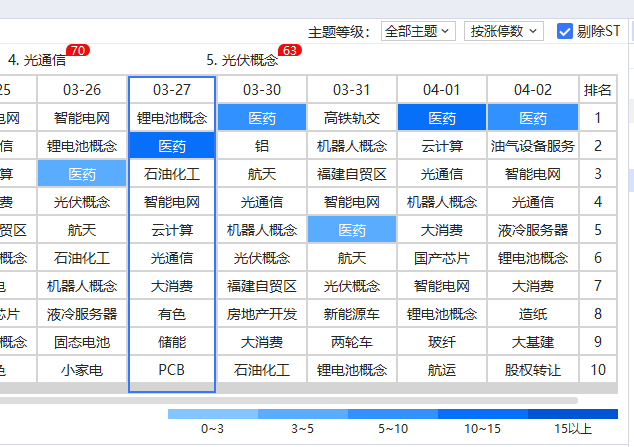 主题等级： 全部主题 按涨停数 剔除ST
4. 光通信 70 5. 光伏概念 63
25 03-26 03-27 03-30 03-31 04-01 04-02 排名
电网 智能电网 锂电池概念 医药 高铁轨交 医药 医药 1
信 锂电池概念 医药 铝 机器人概念 云计算 油气设备服务 2
算 医药 石油化工 航天 福建自贸区 光通信 智能电网 3
费 光伏概念 智能电网 光通信 智能电网 机器人概念 光通信 4
贸区 航天 云计算 机器人概念 医药 大消费 液冷服务器 5
概念 石油化工 光通信 光伏概念 航天 国产芯片 锂电池概念 6
机器人概念 大消费 福建自贸区 光伏概念 智能电网 大消费 7
芯片 液冷服务器 有色 房地产开发 新能源车 锂电池概念 造纸 8
概念 固态电池 储能 大消费 两轮车 玻纤 大基建 9
小家电 PCB 石油化工 锂电池概念 航运 股权转让 10
0~3 3~5 5~10 10~15 15以上